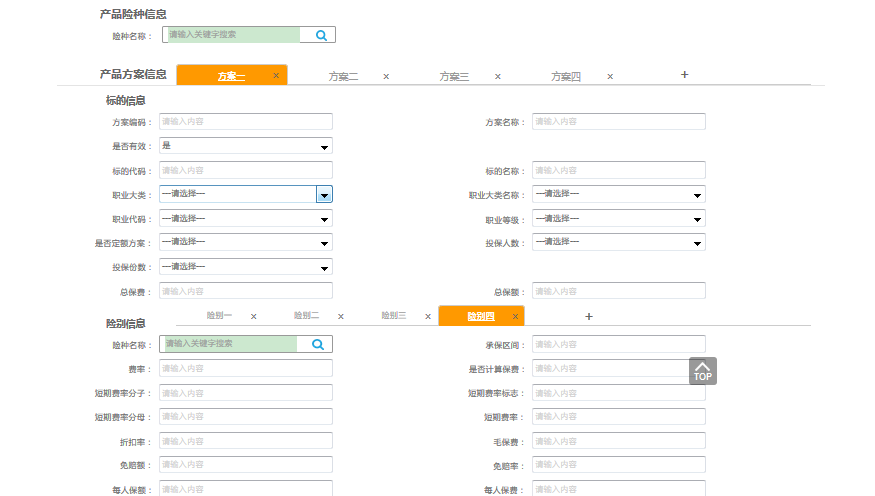 产品险种信息
险种名称： 请输入关键字搜索
产品方案信息 方案一 x 方案二 x 方案三 x 方案四 x +
标的信息
方案编码： 请输入内容 方案名称： 请输入内容
是否有效： 是
标的代码： 请输入内容 标的名称： 请输入内容
职业大类： ---请选择--- 职业大类名称： ---请选择---
职业代码： ---请选择--- 职业等级： ---请选择---
是否定额方案： ---请选择--- 投保人数： ---请选择---
投保份数： ---请选择---
总保费： 请输入内容 总保额： 请输入内容
险别信息 险别一 x 险别二 x 险别三 x 险别四 x +
险种名称： 请输入关键字搜索 承保区间： 请输入内容
费率： 请输入内容 是否计算保费： 请输入内容
TOP
短期费率分子： 请输入内容 短期费率标志： 请输入内容
短期费率分母： 请输入内容 短期费率： 请输入内容
折扣率： 请输入内容 毛保费： 请输入内容
免赔额： 请输入内容 免赔率： 请输入内容
每人保额： 请输入内容 每人保费： 请输入内容